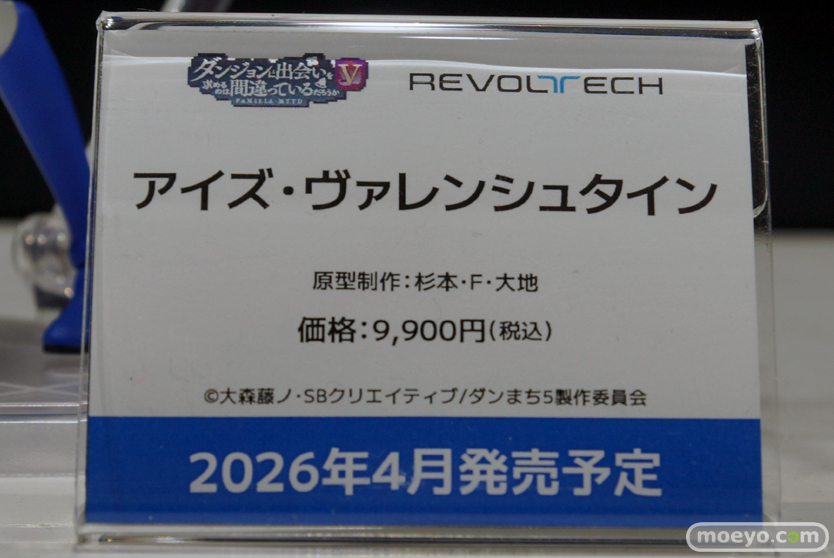 ダンジョンに出会いを
求めるのは間違っているだろうか V
FAMILIA MYTH
REVOLTECH
アイズ・ヴァレンシュタイン
原型制作：杉本・F・大地
価格：9,900円(税込)
©大森藤ノ・SBクリエイティブ/ダンまち5製作委員会
2026年4月発売予定
moeyo.com